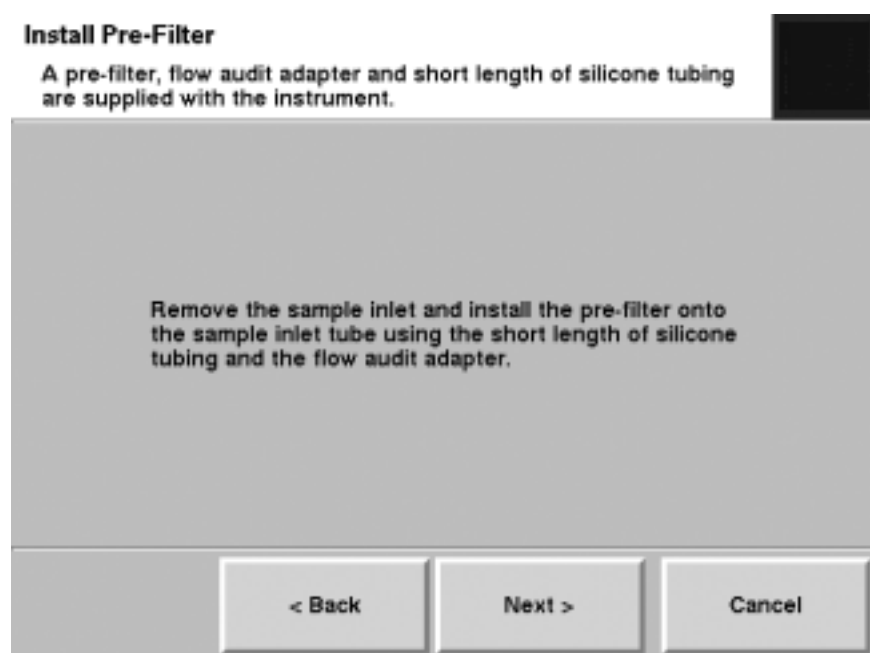 Install Pre-Filter
A pre-filter, flow audit adapter and short length of silicone tubing
are supplied with the instrument.
Remove the sample inlet and install the pre-filter onto
the sample inlet tube using the short length of silicone
tubing and the flow audit adapter.
< Back
Next >
Cancel